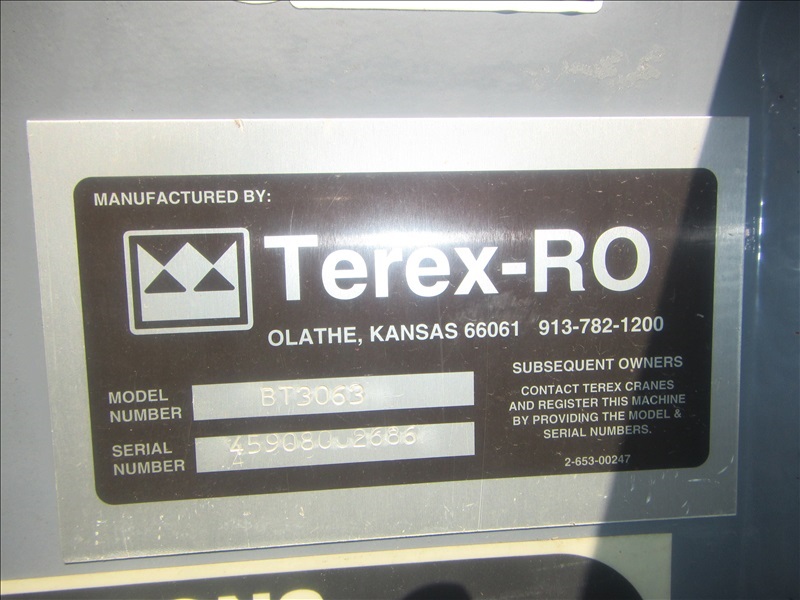 MANUFACTURED BY:
Terex-RO
OLATHE, KANSAS 66061 913-782-1200
MODEL NUMBER BT3063
SERIAL NUMBER
SUBSEQUENT OWNERS
CONTACT TEREX CRANES
AND REGISTER THIS MACHINE
BY PROVIDING THE MODEL &
SERIAL NUMBERS.
2-653-00247